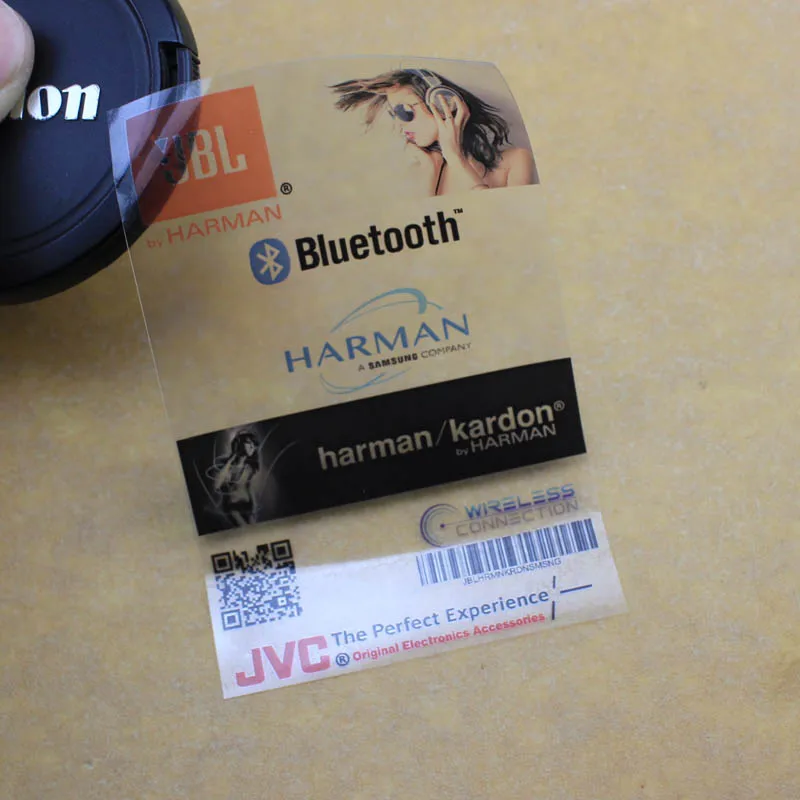 non
JBL®
by HARMAN
Bluetooth™
HARMAN
A SAMSUNG COMPANY
harman/kardon®
by HARMAN
WIRELESS
CONNECTION
JBLHRMNKRDNSMSNG
The Perfect Experience
JVC® Original Electronics Accessories